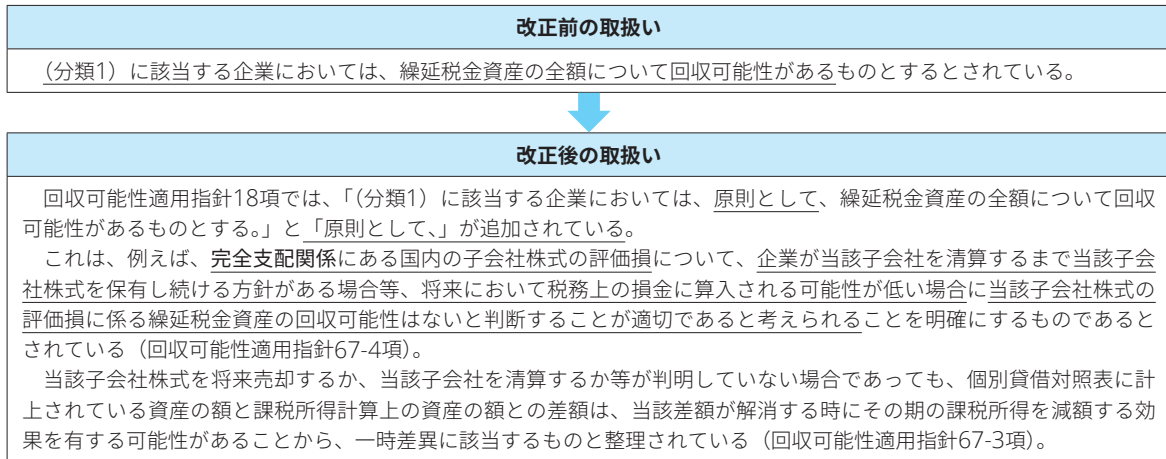 改正前の取扱い
(分類1)に該当する企業においては、繰延税金資産の全額について回収可能性があるものとするとされている。
改正後の取扱い
回収可能性適用指針18項では、「(分類1)に該当する企業においては、原則として、繰延税金資産の全額について回収
可能性があるものとする。」と「原則として、」が追加されている。
これは、例えば、完全支配関係にある国内の子会社株式の評価損について、企業が当該子会社を清算するまで当該子会
社株式を保有し続ける方針がある場合等、将来において税務上の損金に算入される可能性が低い場合に当該子会社株式の
評価損に係る繰延税金資産の回収可能性はないと判断することが適切であると考えられることを明確にするものであると
されている(回収可能性適用指針67-4項)。
当該子会社株式を将来売却するか、当該子会社を清算するか等が判明していない場合であっても、個別貸借対照表に計
上されている資産の額と課税所得計算上の資産の額との差額は、当該差額が解消する時にその期の課税所得を減額する効
果を有する可能性があることから、一時差異に該当するものと整理されている(回収可能性適用指針67-3項)。